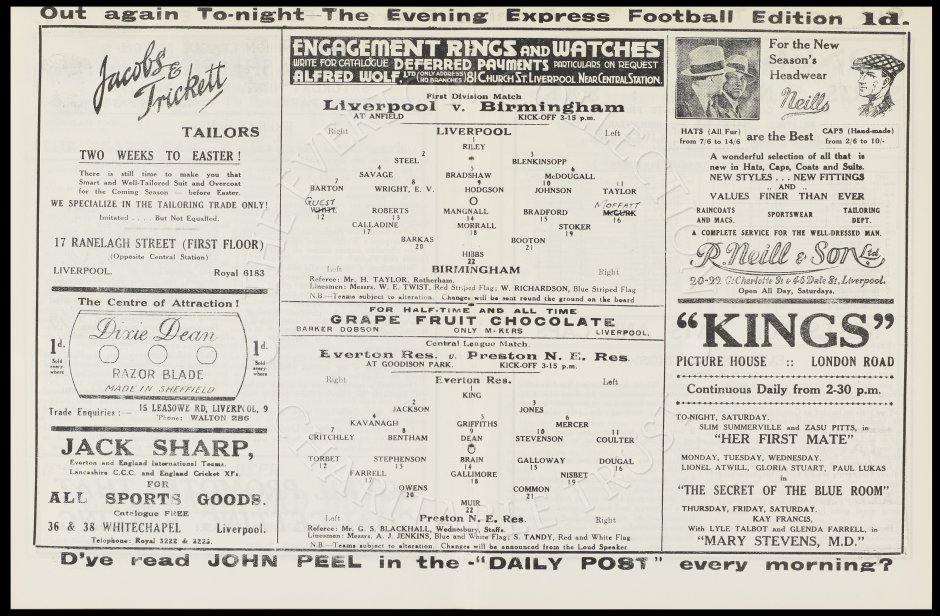 Out again To-night—The Evening Express Football Edition 1d.
Jacobs &
Trickett
TAILORS
TWO WEEKS TO EASTER!
There is still time to make you that
Smart and Well-Tailored Suit and Overcoat
for the Coming Season — before Easter.
WE SPECIALIZE IN THE TAILORING TRADE ONLY!
Imitated .... But Not Equalled.
17 RANELAGH STREET (FIRST FLOOR)
(Opposite Central Station)
LIVERPOOL. Royal 6183
The Centre of Attraction!
Dixie Dean
1d. Sold every-where
RAZOR BLADE
MADE IN SHEFFIELD
1d. Sold every-where
Trade Enquiries :— 15 LEASOWE RD, LIVERPOOL, 9
'Phone: WALTON 286
JACK SHARP,
Everton and England International Teams.
Lancashire C.C.C. and England Cricket XI's.
FOR
ALL SPORTS GOODS.
Catalogue FREE
36 & 38 WHITECHAPEL Liverpool.
Telephone: Royal 3222 & 3223.
ENGAGEMENT RINGS AND WATCHES
WRITE FOR CATALOGUE DEFERRED PAYMENTS PARTICULARS ON REQUEST
ALFRED WOLF, LTD (ONLY ADDRESS) (NO BRANCHES) 81 CHURCH ST. LIVERPOOL. NEAR CENTRAL STATION.
First Division Match
Liverpool v. Birmingham
AT ANFIELD KICK-OFF 3-15 p.m.
Right LIVERPOOL Left
1
RILEY
2 3
STEEL BLENKINSOPP
4 5 6
SAVAGE BRADSHAW McDOUGALL
7 8 9 10 11
BARTON WRIGHT, E. V. HODGSON JOHNSON TAYLOR
GUEST MOFFATT
WHITE ROBERTS MANGNALL BRADFORD McGURK
12 13 14 15 16
CALLADINE MORRALL STOKER
17 18 19
BARKAS BOOTON
20 21
HIBBS
22
Left BIRMINGHAM Right
Referee: Mr. H. TAYLOR, Rotherham.
Linesmen: Messrs. W. E. TWIST, Red Striped Flag; W. RICHARDSON, Blue Striped Flag
N.B.—Teams subject to alteration. Changes will be sent round the ground on the board
FOR HALF-TIME AND ALL TIME
GRAPE FRUIT CHOCOLATE
BARKER DOBSON ONLY M-KERS LIVERPOOL.
Central League Match.
Everton Res. v. Preston N. E. Res
AT GOODISON PARK. KICK-OFF 3-15 p.m.
Right Everton Res. Left
1
KING
2 3
JACKSON JONES
4 5 6
KAVANAGH GRIFFITHS MERCER
7 8 9 10 11
CRITCHLEY BENTHAM DEAN STEVENSON COULTER
TORBET STEPHENSON BRAIN GALLOWAY DOUGAL
12 13 14 15 16
FARRELL GALLIMORE NISBET
17 18 19
OWENS COMMON
20 21
MUIR
22
Left Preston N. E. Res. Right
Referee: Mr. G. S. BLACKHALL, Wednesbury, Staffs.
Linesmen: Messrs. A. J. JENKINS, Blue and White Flag; S. TANDY, Red and White Flag
N.B.—Teams subject to alteration. Changes will be announced from the Loud Speaker
For the New
Season's
Headwear
Neills
HATS (All Fur) from 7/6 to 14/6 are the Best CAPS (Hand-made) from 2/6 to 10/-
A wonderful selection of all that is
new in Hats, Caps, Coats and Suits.
NEW STYLES ... NEW FITTINGS
.. AND ..
VALUES FINER THAN EVER
RAINCOATS AND MACS. SPORTSWEAR TAILORING DEPT.
A COMPLETE SERVICE FOR THE WELL-DRESSED MAN.
R. Neill & Son Ltd.
20-22 Gt Charlotte St & 45 Dale St, Liverpool.
Open All Day, Saturdays.
"KINGS"
PICTURE HOUSE :: LONDON ROAD
Continuous Daily from 2-30 p.m.
TO-NIGHT, SATURDAY.
SLIM SUMMERVILLE and ZASU PITTS, in
"HER FIRST MATE"
MONDAY, TUESDAY, WEDNESDAY.
LIONEL ATWILL, GLORIA STUART, PAUL LUKAS
in
"THE SECRET OF THE BLUE ROOM"
THURSDAY, FRIDAY, SATURDAY.
KAY FRANCIS,
With LYLE TALBOT and GLENDA FARRELL, in
"MARY STEVENS, M.D."
D'ye read JOHN PEEL in the -"DAILY POST" every morning?